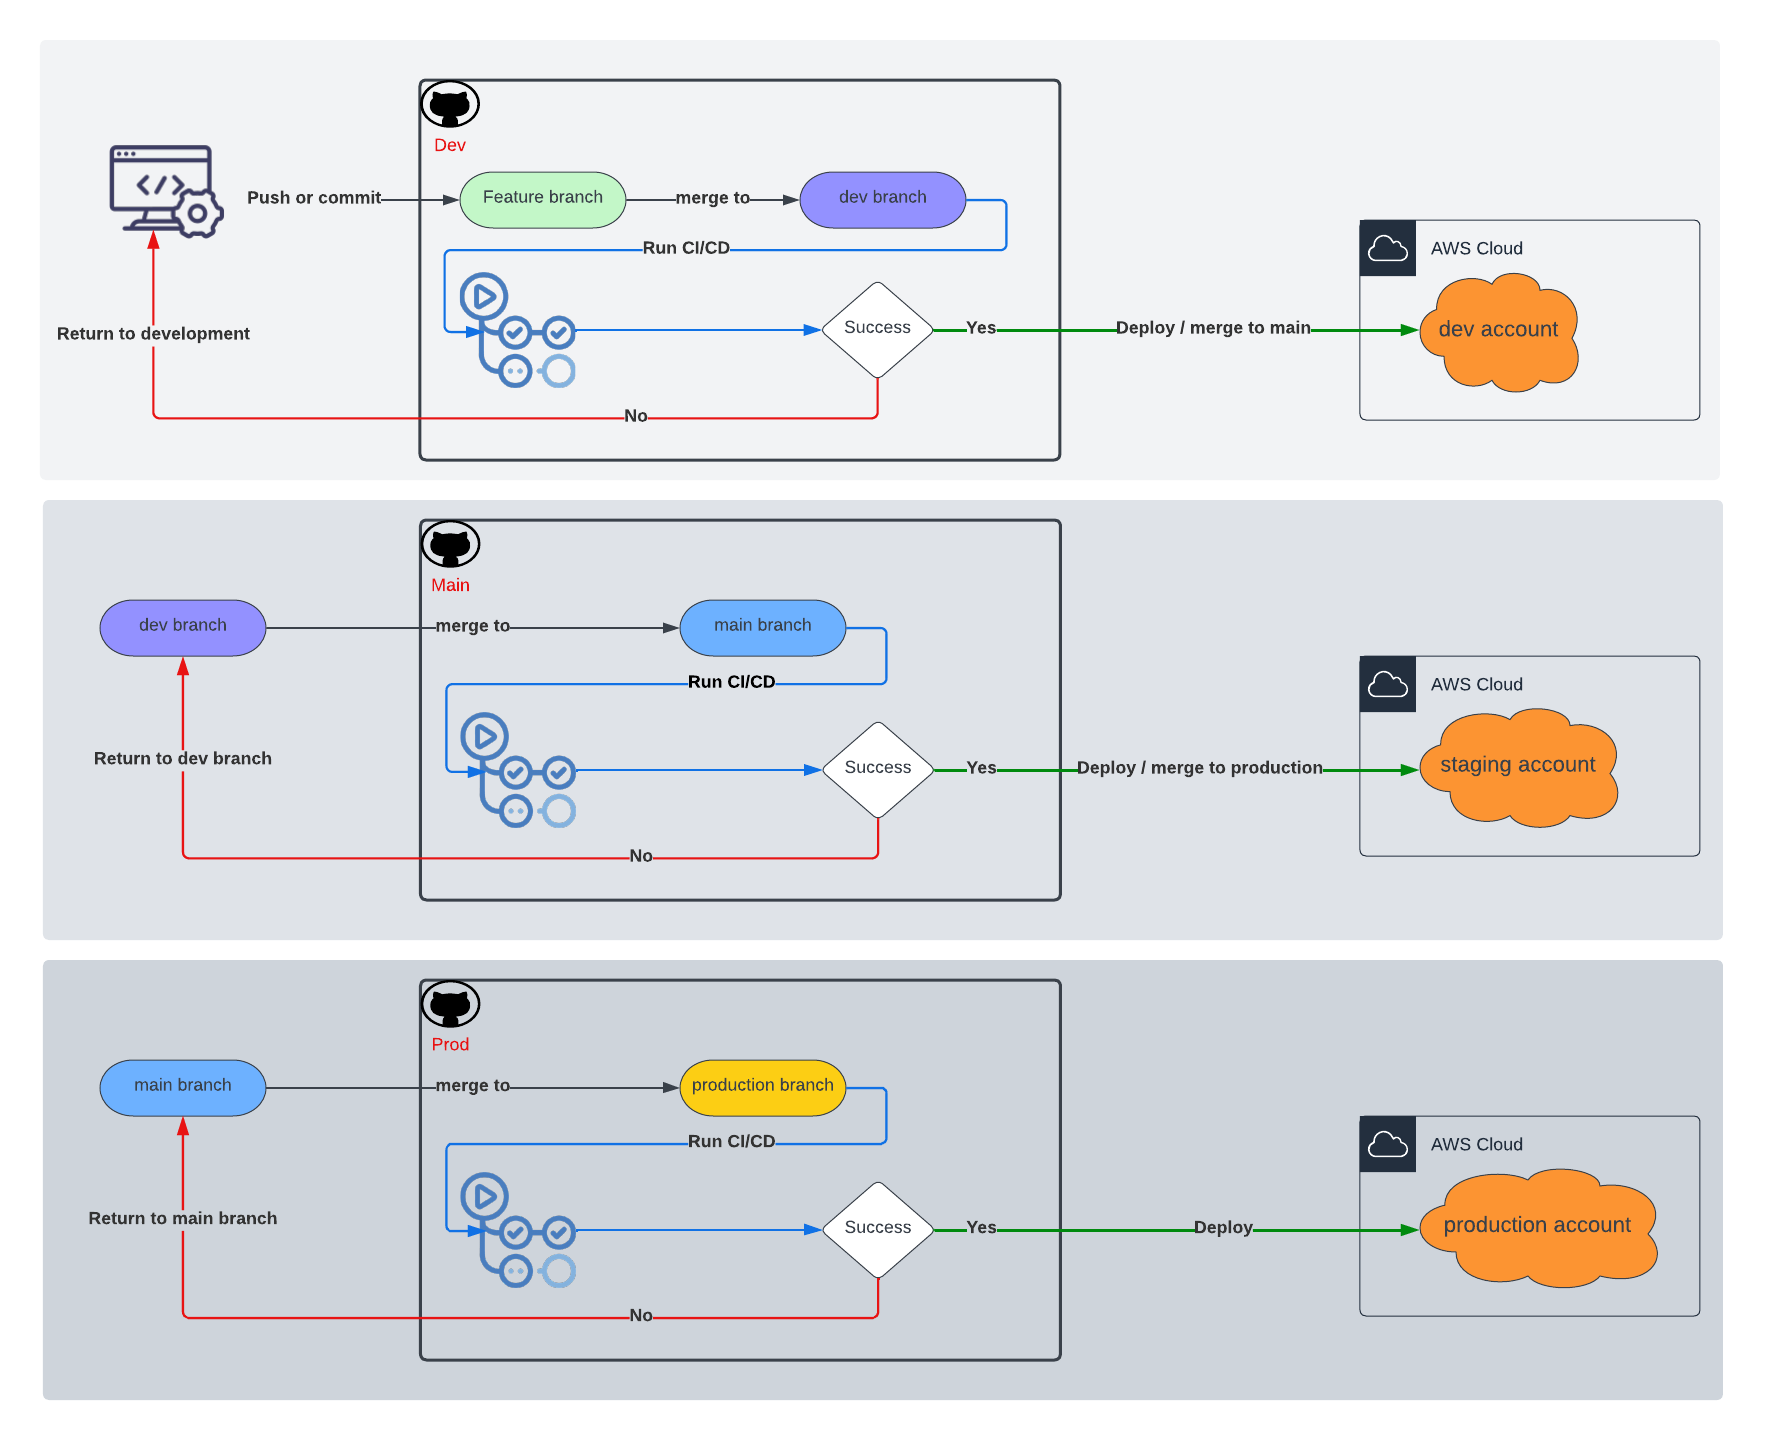 Dev
Push or commit
Feature branch
merge to
dev branch
Run CI/CD
AWS Cloud
Success
Yes
Deploy / merge to main
dev account
Return to development
No
Main
dev branch
merge to
main branch
Run CI/CD
AWS Cloud
Return to dev branch
Success
Yes
Deploy / merge to production
staging account
No
Prod
main branch
merge to
production branch
Run CI/CD
AWS Cloud
Return to main branch
Success
Yes
Deploy
production account
No